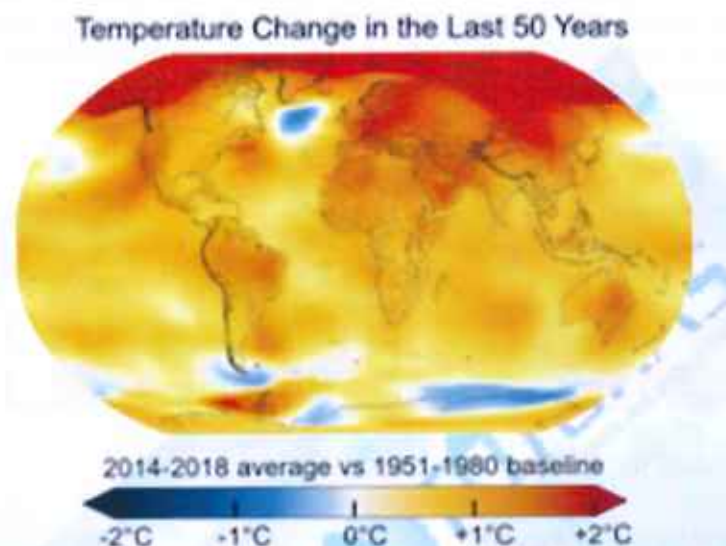 Temperature Change in the Last 50 Years
2014-2018 average vs 1951-1980 baseline
-2°C -1°C 0°C +1°C +2°C